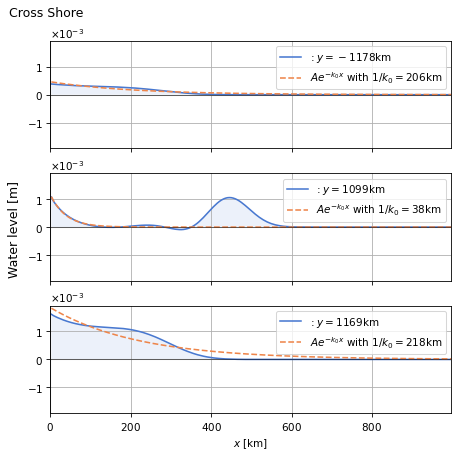 Cross Shore
×10⁻³
1
0
−1
: y = −1178km
Ae^{−k₀x} with 1/k₀ = 206km
×10⁻³
1
0
−1
: y = 1099km
Ae^{−k₀x} with 1/k₀ = 38km
Water level [m]
×10⁻³
1
0
−1
: y = 1169km
Ae^{−k₀x} with 1/k₀ = 218km
0 200 400 600 800
x [km]